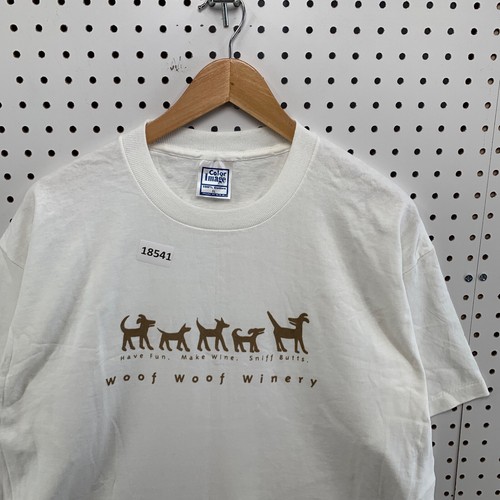 Color
Image
18541
Have Fun. Make Wine. Sniff Butts.
Woof Woof Winery